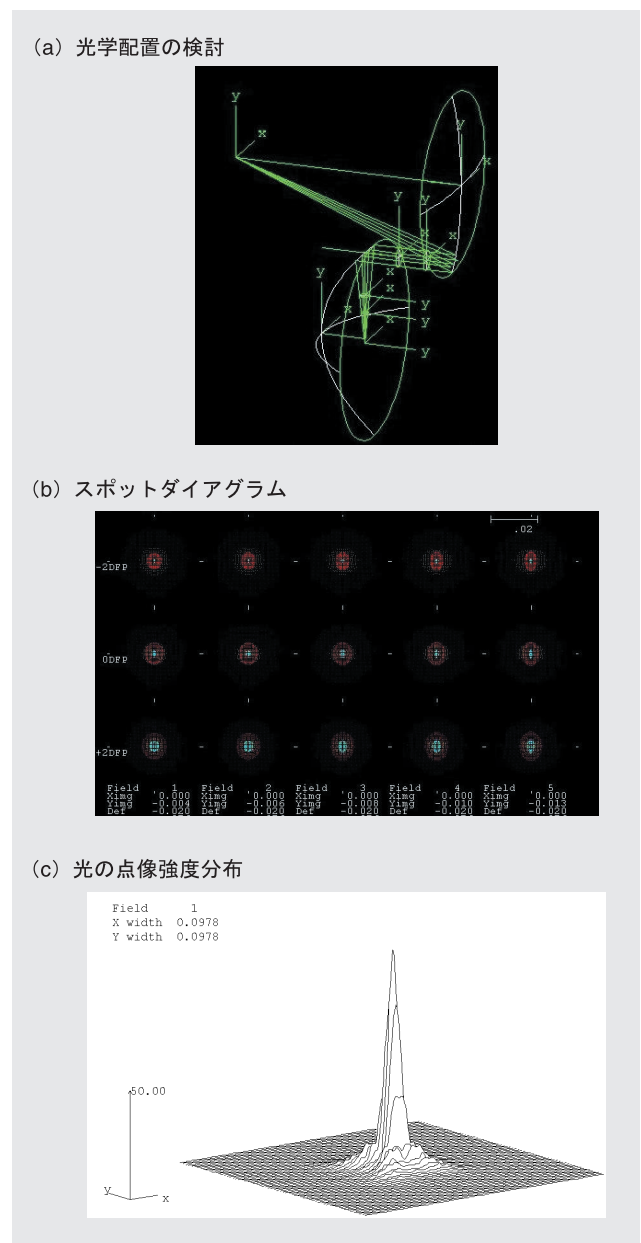 (a) 光学配置の検討
y
x
y
x
y
y
x
x
y
x
x
y
x
y
x
y
(b) スポットダイアグラム
.02
-2DFP
0DFP
+2DFP
Field 1 Field 2 Field 3 Field 4 Field 5
Ximg 0.000 Ximg 0.000 Ximg 0.000 Ximg 0.000 Ximg 0.000
Yimg -0.004 Yimg -0.006 Yimg -0.008 Yimg -0.010 Yimg -0.013
Def -0.020 Def -0.020 Def -0.020 Def -0.020 Def -0.020
(c) 光の点像強度分布
Field 1
X width 0.0978
Y width 0.0978
50.00
y
x